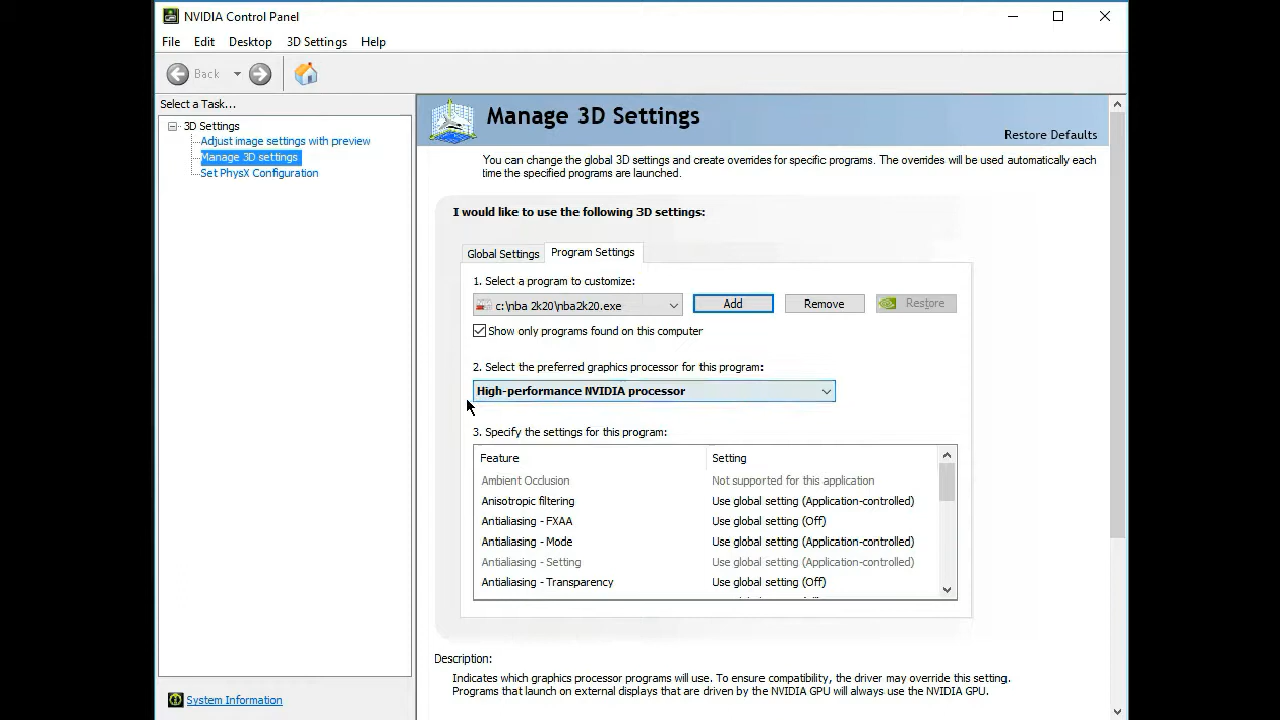 NVIDIA Control Panel
File Edit Desktop 3D Settings Help
Back
Select a Task...
3D Settings
Adjust image settings with preview
Manage 3D settings
Set PhysX Configuration
System Information
Manage 3D Settings
Restore Defaults
You can change the global 3D settings and create overrides for specific programs. The overrides will be used automatically each
time the specified programs are launched.
I would like to use the following 3D settings:
Global Settings Program Settings
1. Select a program to customize:
c:\nba 2k20\nba2k20.exe Add Remove Restore
Show only programs found on this computer
2. Select the preferred graphics processor for this program:
High-performance NVIDIA processor
3. Specify the settings for this program:
Feature Setting
Ambient Occlusion Not supported for this application
Anisotropic filtering Use global setting (Application-controlled)
Antialiasing - FXAA Use global setting (Off)
Antialiasing - Mode Use global setting (Application-controlled)
Antialiasing - Setting Use global setting (Application-controlled)
Antialiasing - Transparency Use global setting (Off)
Description:
Indicates which graphics processor programs will use. To ensure compatibility, the driver may override this setting.
Programs that launch on external displays that are driven by the NVIDIA GPU will always use the NVIDIA GPU.